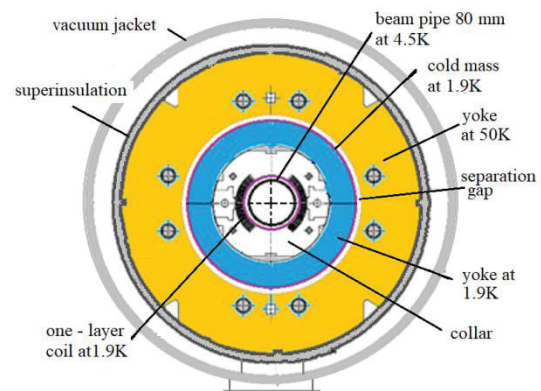 vacuum jacket
superinsulation
beam pipe 80 mm
at 4.5K
cold mass
at 1.9K
yoke
at 50K
separation
gap
yoke at
1.9K
collar
one - layer
coil at1.9K